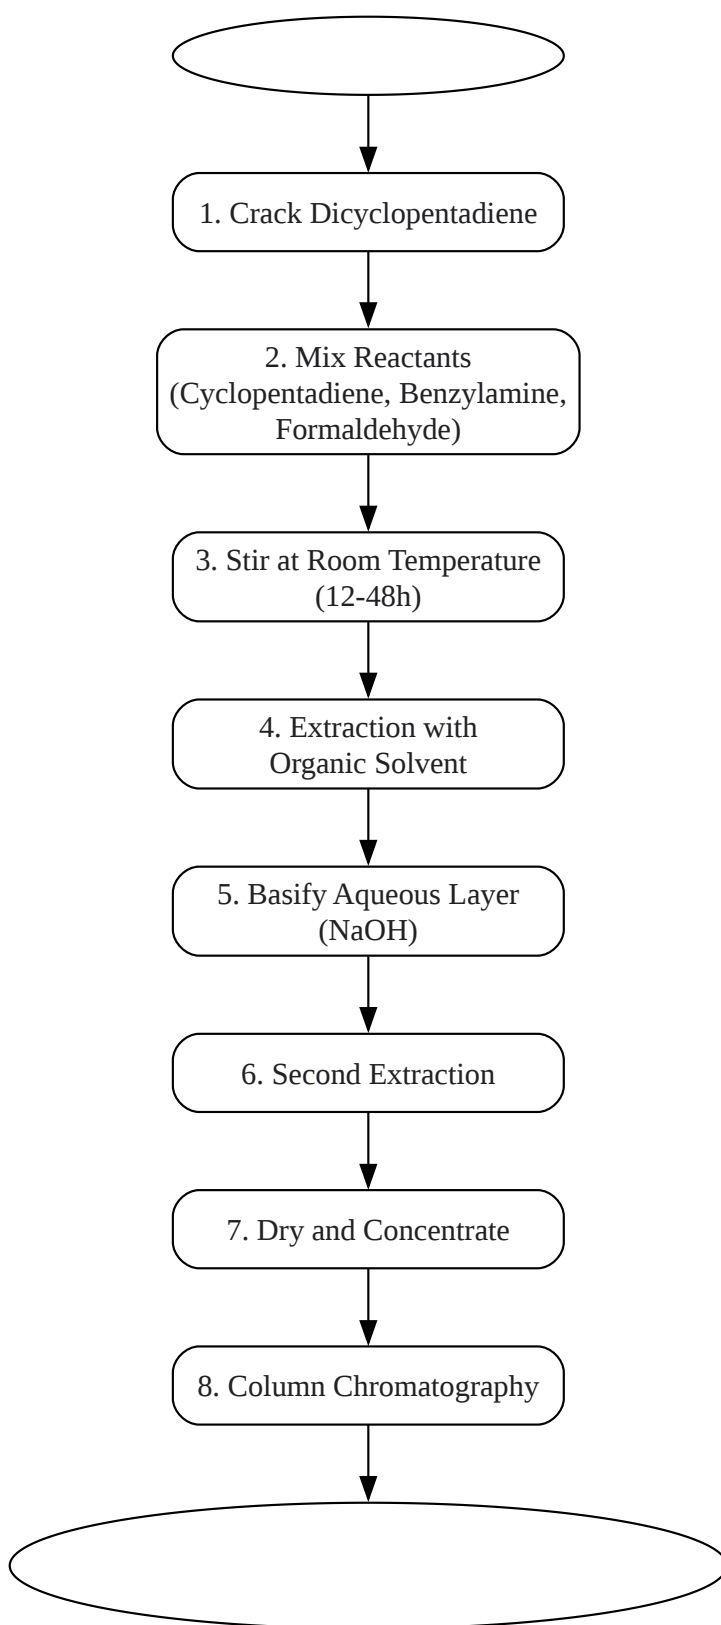 1. Crack Dicyclopentadiene
2. Mix Reactants
(Cyclopentadiene, Benzylamine,
Formaldehyde)
3. Stir at Room Temperature
(12-48h)
4. Extraction with
Organic Solvent
5. Basify Aqueous Layer
(NaOH)
6. Second Extraction
7. Dry and Concentrate
8. Column Chromatography